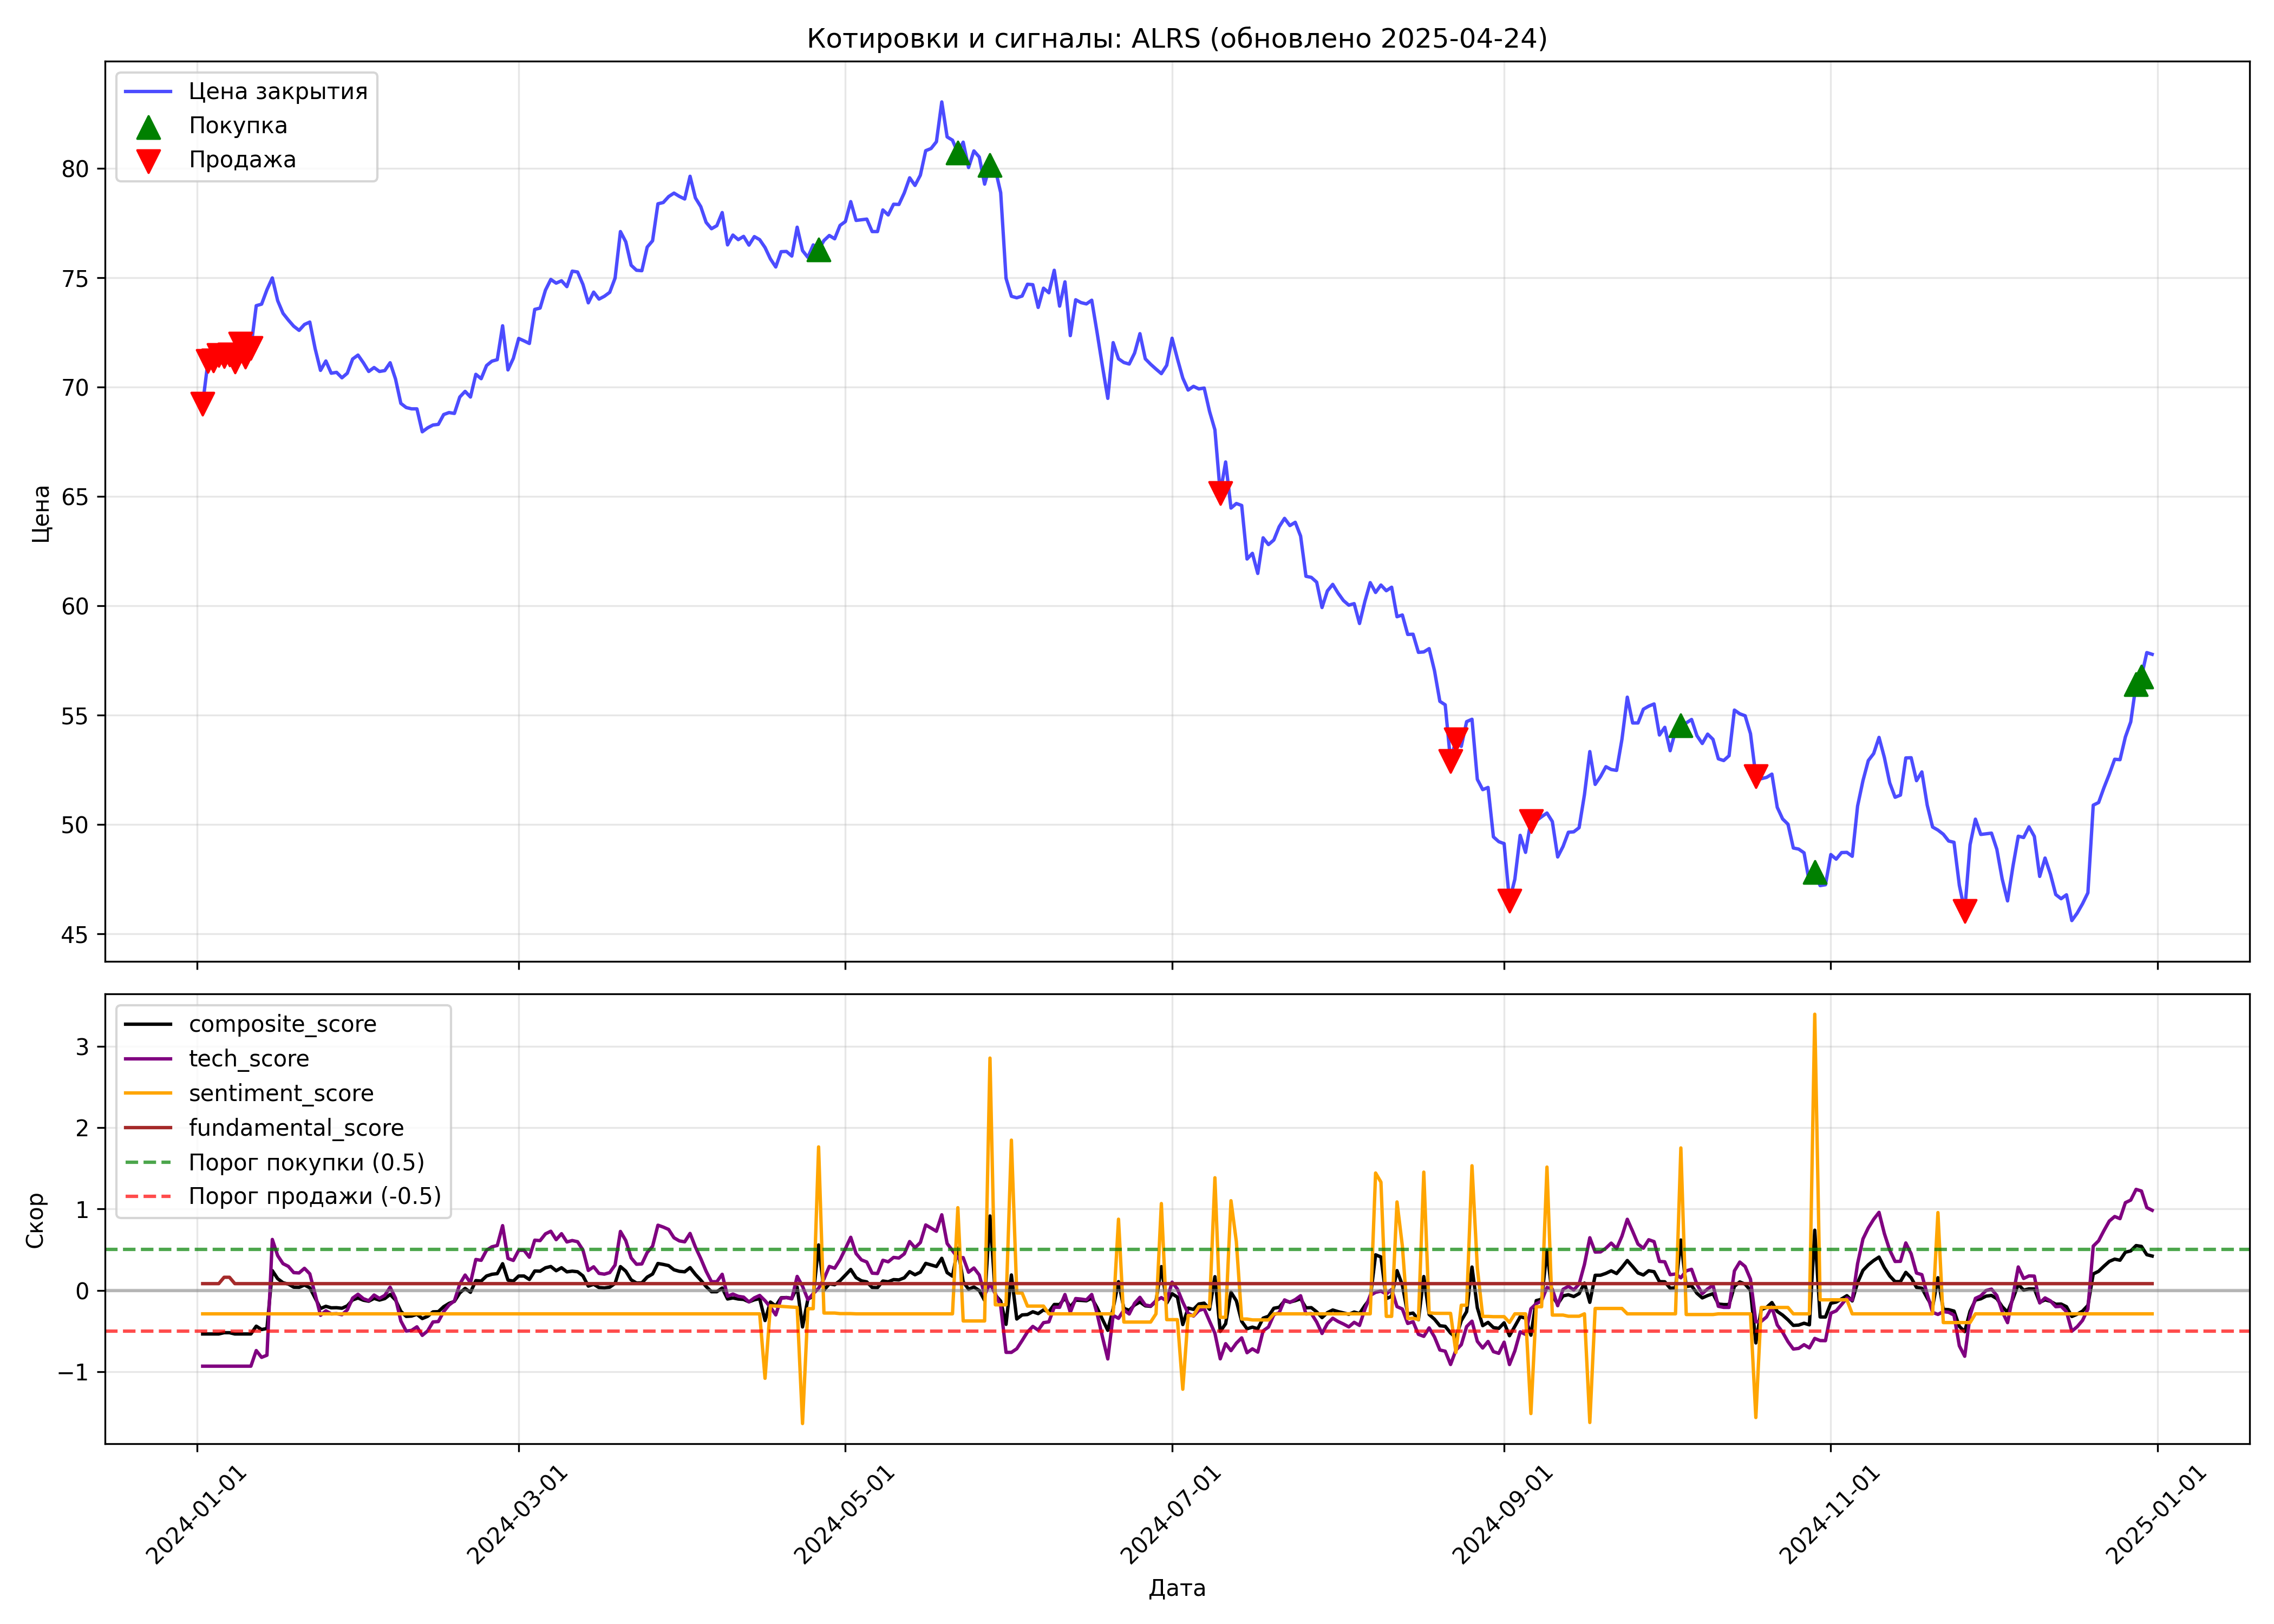 Котировки и сигналы: ALRS (обновлено 2025-04-24)
Цена закрытия
Покупка
Продажа
Цена
80
75
70
65
60
55
50
45
composite_score
tech_score
sentiment_score
fundamental_score
Порог покупки (0.5)
Порог продажи (-0.5)
Скор
3
2
1
0
−1
2024-01-01
2024-03-01
2024-05-01
2024-07-01
2024-09-01
2024-11-01
2025-01-01
Дата